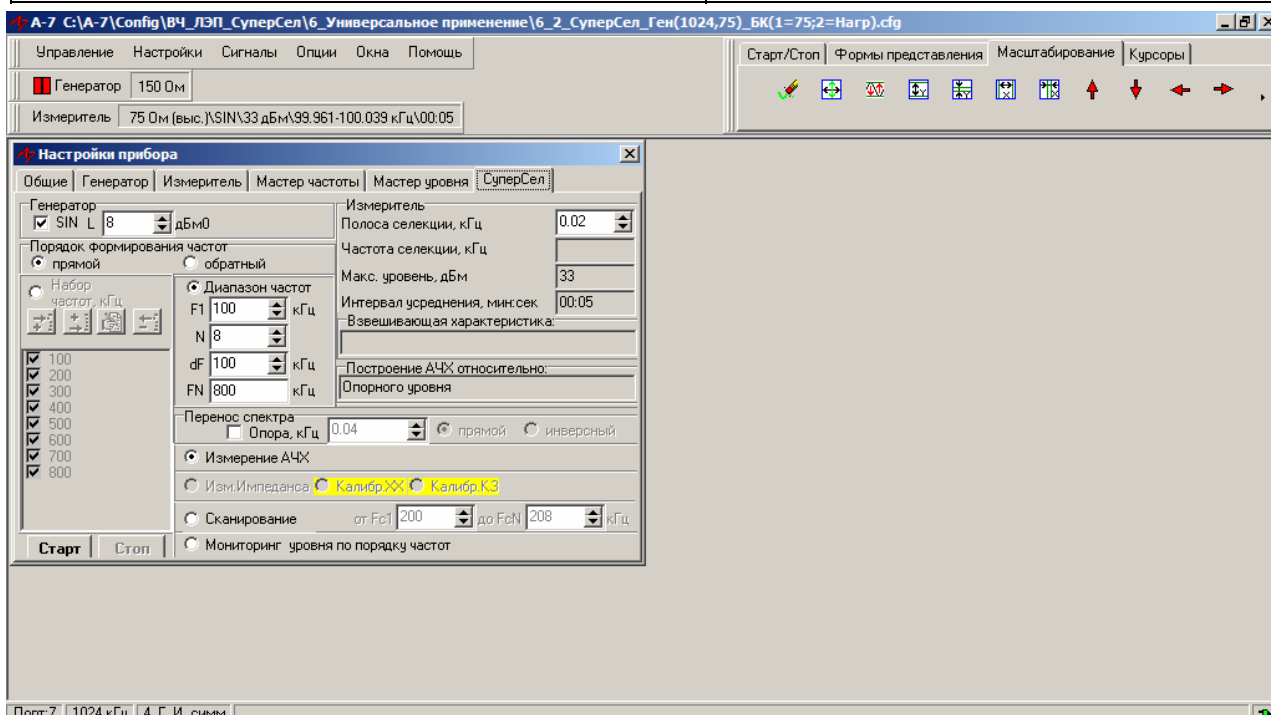 А-7 C:\A-7\Config\ВЧ_ЛЭП_СуперСел\6_Универсальное применение\6_2_СуперСел_Ген(1024,75)_БК(1=75;2=Нагр).cfg
Управление Настройки Сигналы Опции Окна Помощь
Старт/Стоп Формы представления Масштабирование Курсоры
Генератор 150 Ом
Измеритель 75 Ом (выс.)\SIN\33 дБм\99.961-100.039 кГц\00:05
Настройки прибора
Общие Генератор Измеритель Мастер частоты Мастер уровня СуперСел
Генератор
SIN L 8 дБм0
Порядок формирования частот
прямой обратный
Набор частот, кГц
Диапазон частот
F1 100 кГц
N 8
dF 100 кГц
FN 800 кГц
100
200
300
400
500
600
700
800
Измеритель
Полоса селекции, кГц 0.02
Частота селекции, кГц
Макс. уровень, дБм 33
Интервал усреднения, мин:сек 00:05
Взвешивающая характеристика:
Построение АЧХ относительно:
Опорного уровня
Перенос спектра
Опора, кГц 0.04 прямой инверсный
Измерение АЧХ
Изм.Импеданса Калибр.XX Калибр.КЗ
Сканирование от Fc1 200 до FcN 208 кГц
Мониторинг уровня по порядку частот
Старт Стоп
Порт:7 1024 кГц 4 Г И симм